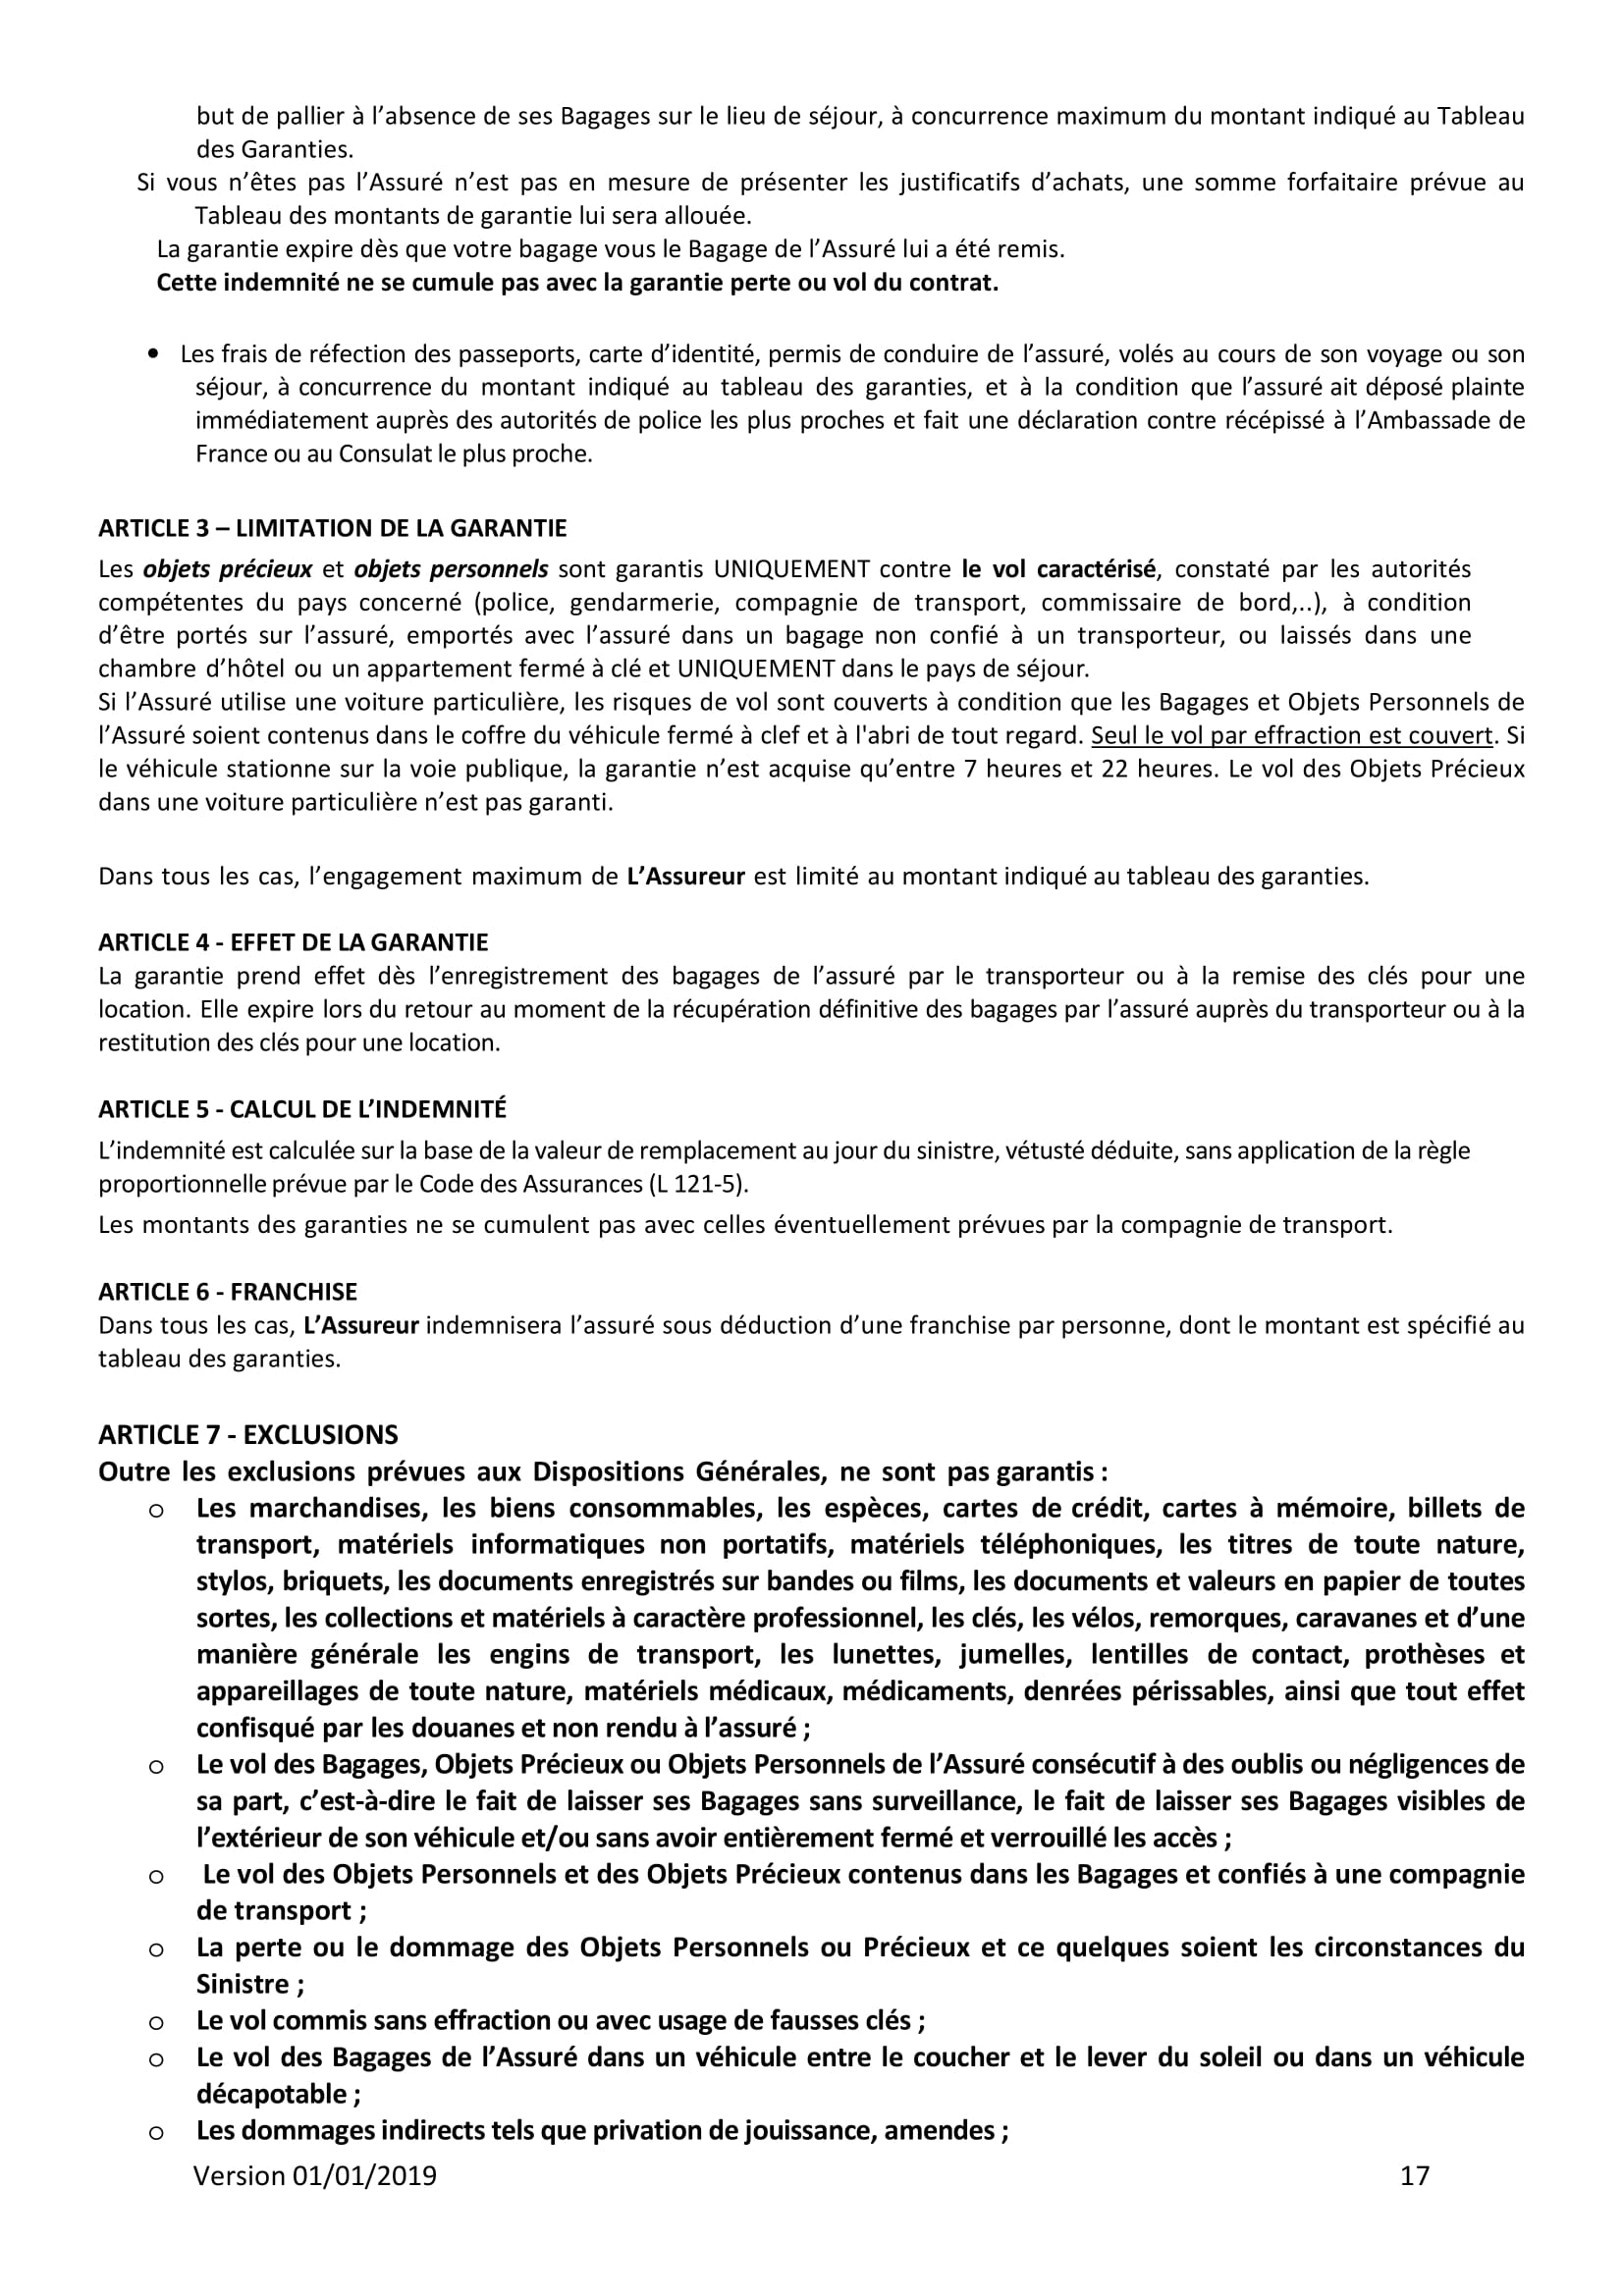 but de pallier à l’absence de ses Bagages sur le lieu de séjour, à concurrence maximum du montant indiqué au Tableau
des Garanties.
Si vous n’êtes pas l’Assuré n’est pas en mesure de présenter les justificatifs d’achats, une somme forfaitaire prévue au
Tableau des montants de garantie lui sera allouée.
La garantie expire dès que votre bagage vous le Bagage de l’Assuré lui a été remis.
Cette indemnité ne se cumule pas avec la garantie perte ou vol du contrat.
• Les frais de réfection des passeports, carte d’identité, permis de conduire de l’assuré, volés au cours de son voyage ou son
séjour, à concurrence du montant indiqué au tableau des garanties, et à la condition que l’assuré ait déposé plainte
immédiatement auprès des autorités de police les plus proches et fait une déclaration contre récépissé à l’Ambassade de
France ou au Consulat le plus proche.
ARTICLE 3 – LIMITATION DE LA GARANTIE
Les objets précieux et objets personnels sont garantis UNIQUEMENT contre le vol caractérisé, constaté par les autorités
compétentes du pays concerné (police, gendarmerie, compagnie de transport, commissaire de bord,..), à condition
d’être portés sur l’assuré, emportés avec l’assuré dans un bagage non confié à un transporteur, ou laissés dans une
chambre d’hôtel ou un appartement fermé à clé et UNIQUEMENT dans le pays de séjour.
Si l’Assuré utilise une voiture particulière, les risques de vol sont couverts à condition que les Bagages et Objets Personnels de
l’Assuré soient contenus dans le coffre du véhicule fermé à clef et à l'abri de tout regard. Seul le vol par effraction est couvert. Si
le véhicule stationne sur la voie publique, la garantie n’est acquise qu’entre 7 heures et 22 heures. Le vol des Objets Précieux
dans une voiture particulière n’est pas garanti.
Dans tous les cas, l’engagement maximum de L’Assureur est limité au montant indiqué au tableau des garanties.
ARTICLE 4 - EFFET DE LA GARANTIE
La garantie prend effet dès l’enregistrement des bagages de l’assuré par le transporteur ou à la remise des clés pour une
location. Elle expire lors du retour au moment de la récupération définitive des bagages par l’assuré auprès du transporteur ou à la
restitution des clés pour une location.
ARTICLE 5 - CALCUL DE L’INDEMNITÉ
L’indemnité est calculée sur la base de la valeur de remplacement au jour du sinistre, vétusté déduite, sans application de la règle
proportionnelle prévue par le Code des Assurances (L 121-5).
Les montants des garanties ne se cumulent pas avec celles éventuellement prévues par la compagnie de transport.
ARTICLE 6 - FRANCHISE
Dans tous les cas, L’Assureur indemnisera l’assuré sous déduction d’une franchise par personne, dont le montant est spécifié au
tableau des garanties.
ARTICLE 7 - EXCLUSIONS
Outre les exclusions prévues aux Dispositions Générales, ne sont pas garantis :
o Les marchandises, les biens consommables, les espèces, cartes de crédit, cartes à mémoire, billets de
transport, matériels informatiques non portatifs, matériels téléphoniques, les titres de toute nature,
stylos, briquets, les documents enregistrés sur bandes ou films, les documents et valeurs en papier de toutes
sortes, les collections et matériels à caractère professionnel, les clés, les vélos, remorques, caravanes et d’une
manière générale les engins de transport, les lunettes, jumelles, lentilles de contact, prothèses et
appareillages de toute nature, matériels médicaux, médicaments, denrées périssables, ainsi que tout effet
confisqué par les douanes et non rendu à l’assuré ;
o Le vol des Bagages, Objets Précieux ou Objets Personnels de l’Assuré consécutif à des oublis ou négligences de
sa part, c’est-à-dire le fait de laisser ses Bagages sans surveillance, le fait de laisser ses Bagages visibles de
l’extérieur de son véhicule et/ou sans avoir entièrement fermé et verrouillé les accès ;
o Le vol des Objets Personnels et des Objets Précieux contenus dans les Bagages et confiés à une compagnie
de transport ;
o La perte ou le dommage des Objets Personnels ou Précieux et ce quelques soient les circonstances du
Sinistre ;
o Le vol commis sans effraction ou avec usage de fausses clés ;
o Le vol des Bagages de l’Assuré dans un véhicule entre le coucher et le lever du soleil ou dans un véhicule
décapotable ;
o Les dommages indirects tels que privation de jouissance, amendes ;
Version 01/01/2019 17